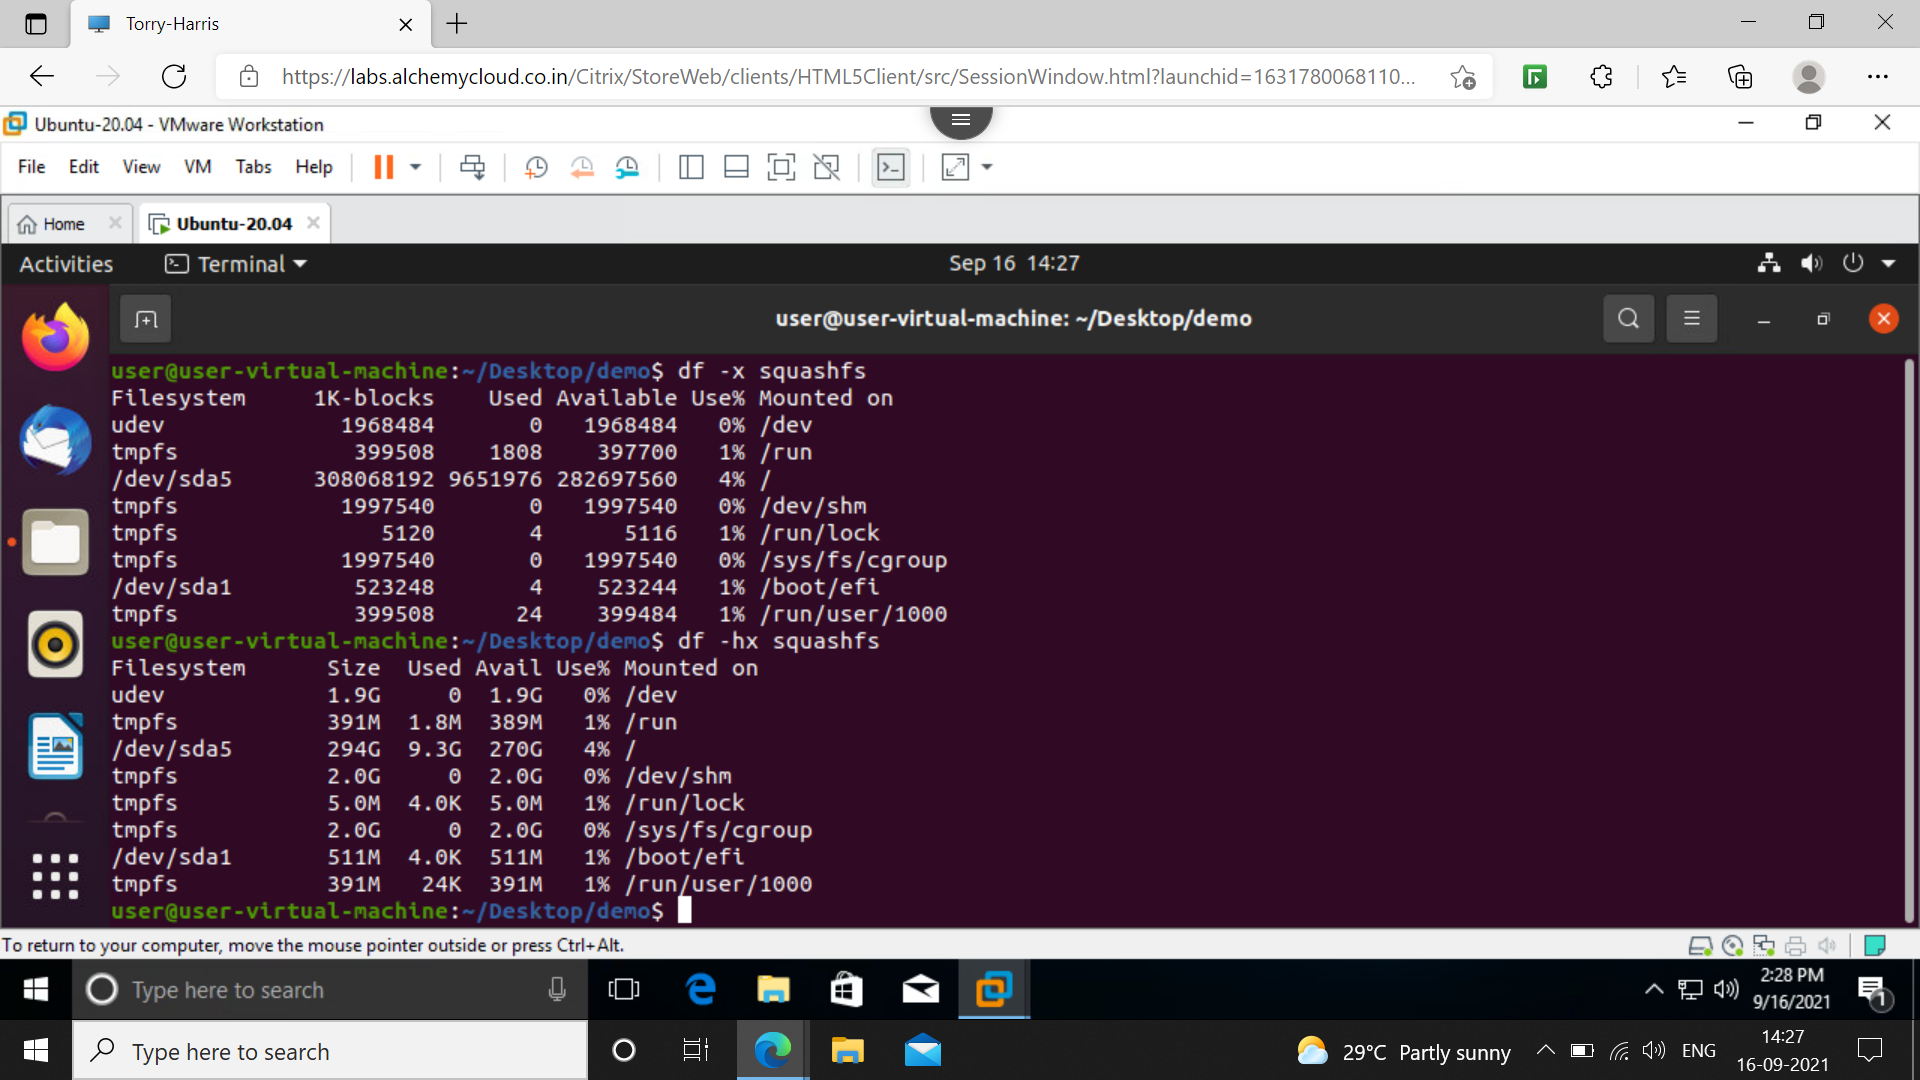 Torry-Harris
https://labs.alchemycloud.co.in/Citrix/StoreWeb/clients/HTML5Client/src/SessionWindow.html?launchid=1631780068110...
Ubuntu-20.04 - VMware Workstation
File Edit View VM Tabs Help
Home Ubuntu-20.04
Activities Terminal Sep 16 14:27
user@user-virtual-machine: ~/Desktop/demo
user@user-virtual-machine:~/Desktop/demo$ df -x squashfs
Filesystem 1K-blocks Used Available Use% Mounted on
udev 1968484 0 1968484 0% /dev
tmpfs 399508 1808 397700 1% /run
/dev/sda5 308068192 9651976 282697560 4% /
tmpfs 1997540 0 1997540 0% /dev/shm
tmpfs 5120 4 5116 1% /run/lock
tmpfs 1997540 0 1997540 0% /sys/fs/cgroup
/dev/sda1 523248 4 523244 1% /boot/efi
tmpfs 399508 24 399484 1% /run/user/1000
user@user-virtual-machine:~/Desktop/demo$ df -hx squashfs
Filesystem Size Used Avail Use% Mounted on
udev 1.9G 0 1.9G 0% /dev
tmpfs 391M 1.8M 389M 1% /run
/dev/sda5 294G 9.3G 270G 4% /
tmpfs 2.0G 0 2.0G 0% /dev/shm
tmpfs 5.0M 4.0K 5.0M 1% /run/lock
tmpfs 2.0G 0 2.0G 0% /sys/fs/cgroup
/dev/sda1 511M 4.0K 511M 1% /boot/efi
tmpfs 391M 24K 391M 1% /run/user/1000
user@user-virtual-machine:~/Desktop/demo$
To return to your computer, move the mouse pointer outside or press Ctrl+Alt.
Type here to search
2:28 PM
9/16/2021
1
Type here to search
29°C Partly sunny
ENG
14:27
16-09-2021